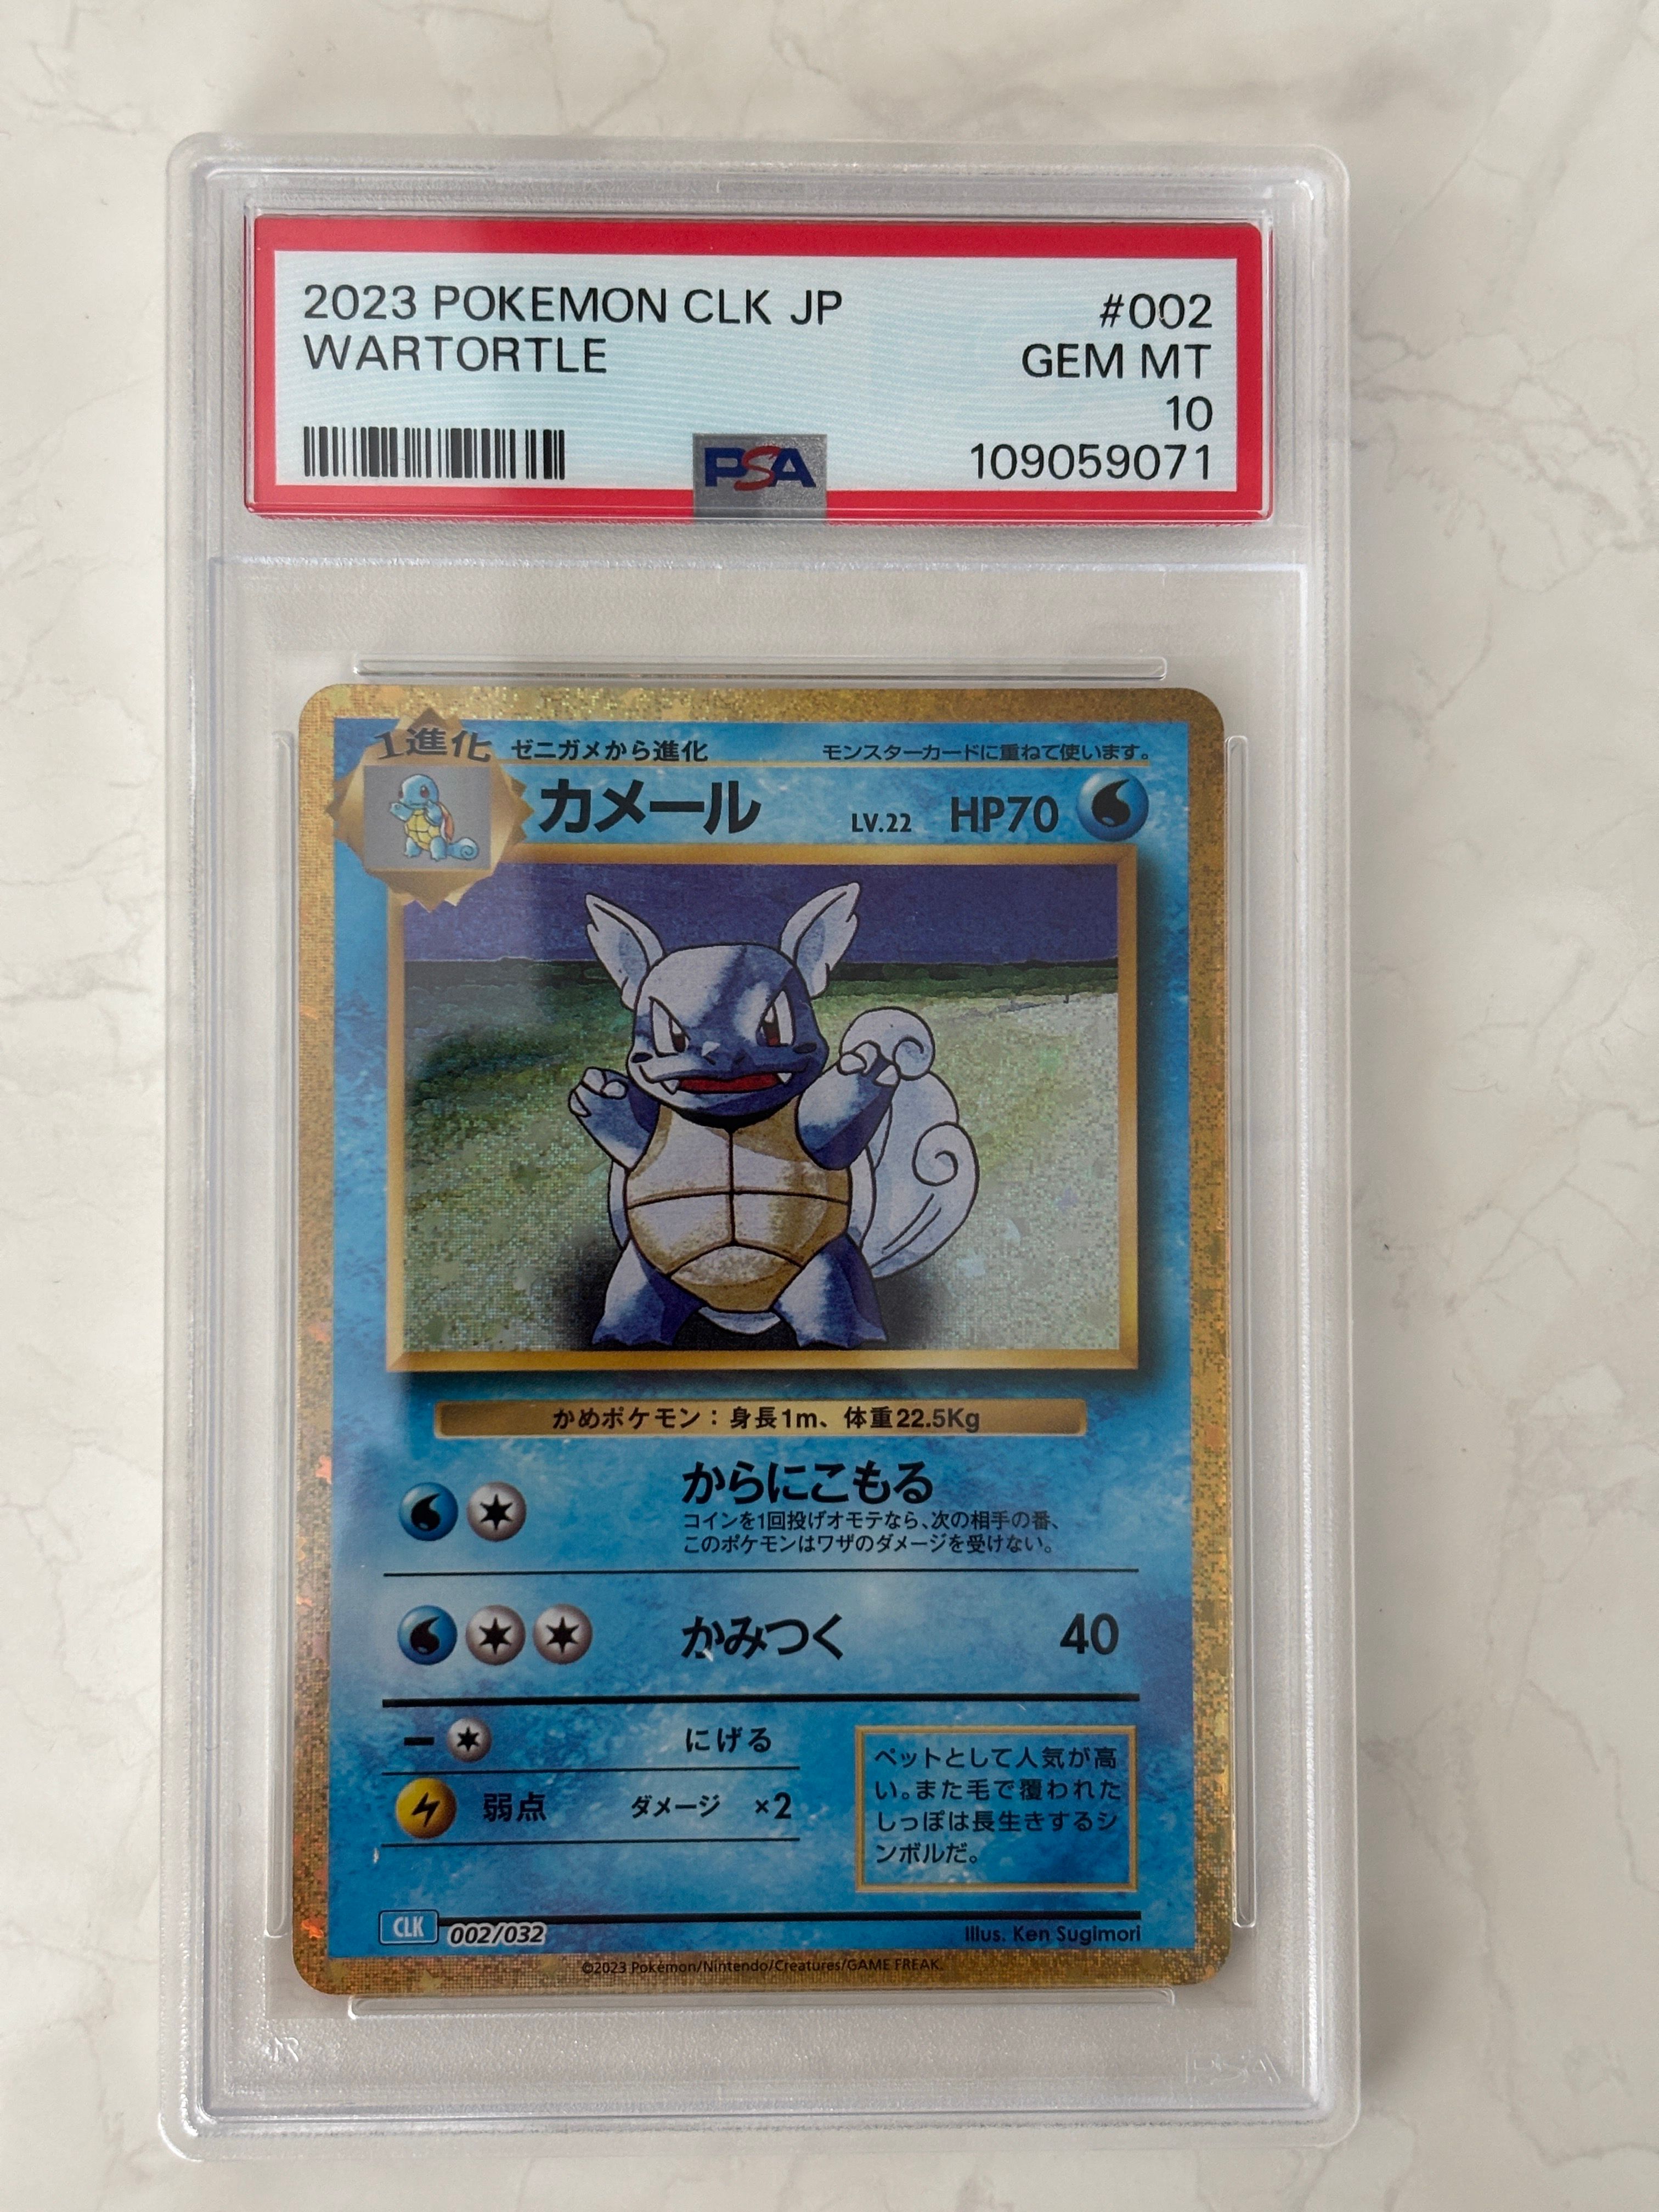 2023 POKEMON CLK JP
#002
WARTORTLE
GEM MT
10
PSA
109059071
1進化
ゼニガメから進化
モンスターカードに重ねて使います。
カメール
LV.22 HP70
かめポケモン：身長1m、体重22.5Kg
からにこもる
コインを1回投げオモテなら、次の相手の番、
このポケモンはワザのダメージを受けない。
かみつく 40
にげる
弱点 ダメージ ×2
ペットとして人気が高
い。また毛で覆われた
しっぽは長生きするシ
ンボルだ。
CLK 002/032
Illus. Ken Sugimori
©2023 Pokémon/Nintendo/Creatures/GAME FREAK.
PSA